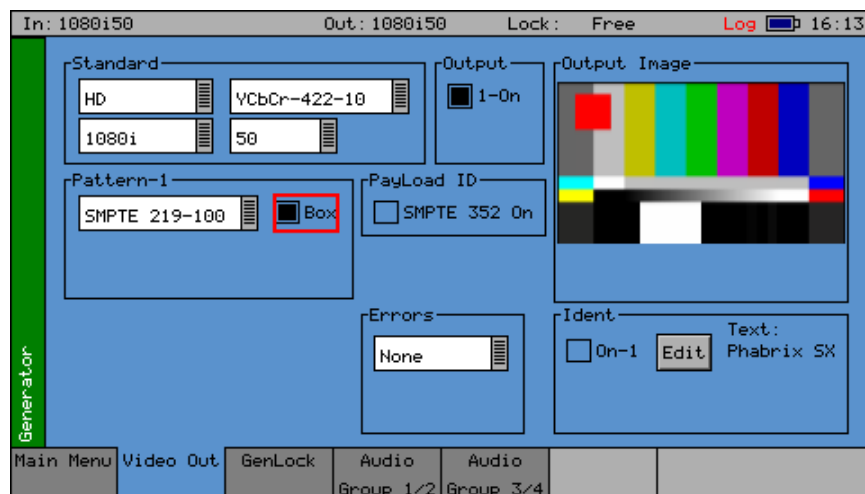 In: 1080i50 Out: 1080i50 Lock: Free Log 16:13
Standard
HD YCbCr-422-10
1080i 50
Output
1-On
Output Image
Pattern-1
SMPTE 219-100 Box
PayLoad ID
SMPTE 352 On
Errors
None
Ident
On-1 Edit Text:
Phabrix SX
Generator
Main Menu Video Out GenLock Audio Audio
Group 1/2 Group 3/4